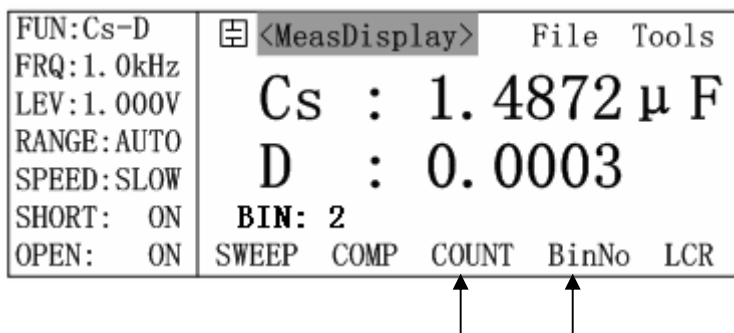 FUN:Cs-D
FRQ:1.0kHz
LEV:1.000V
RANGE:AUTO
SPEED:SLOW
SHORT: ON
OPEN: ON
<MeasDisplay> File Tools
Cs : 1.4872 μ F
D : 0.0003
BIN: 2
SWEEP COMP COUNT BinNo LCR